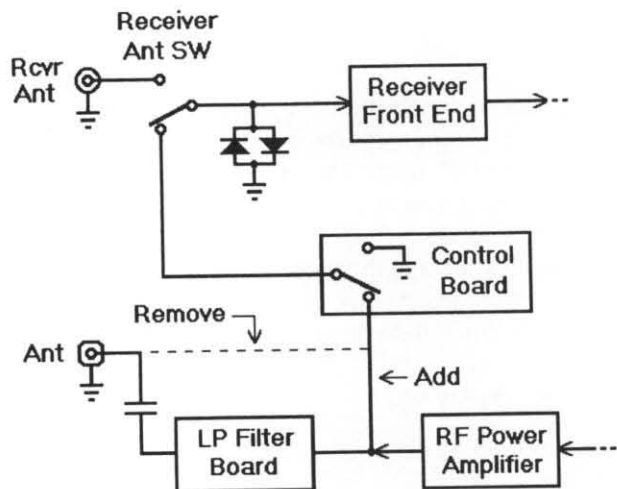 Receiver
Ant SW
Rcvr
Ant
Receiver
Front End
Control
Board
Remove
Ant
Add
LP Filter
Board
RF Power
Amplifier